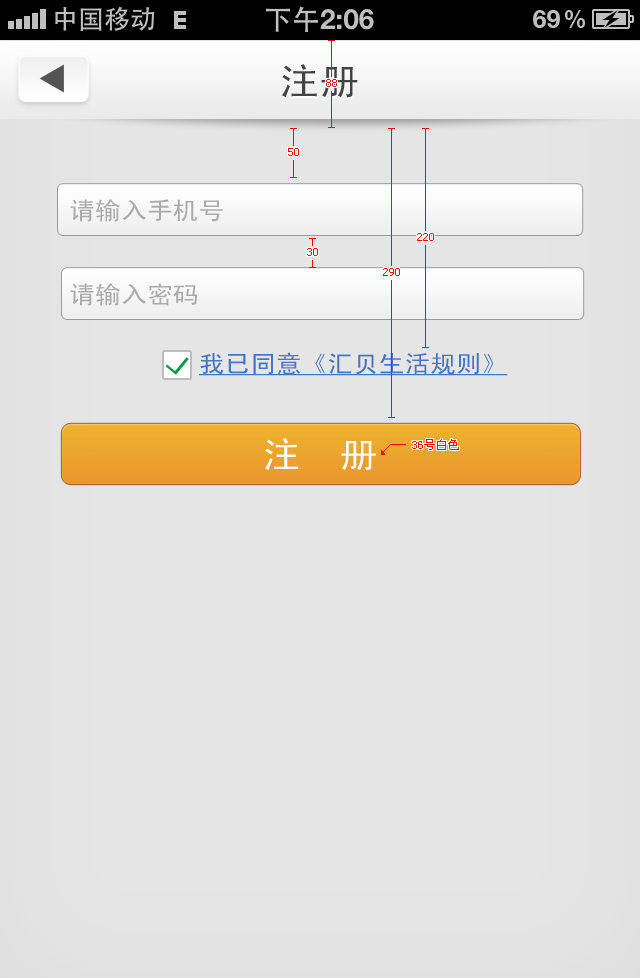 中国移动 E 下午2:06 69%
注册
88
50
请输入手机号
220
30
290
请输入密码
我已同意《汇贝生活规则》
注 册
36号白色